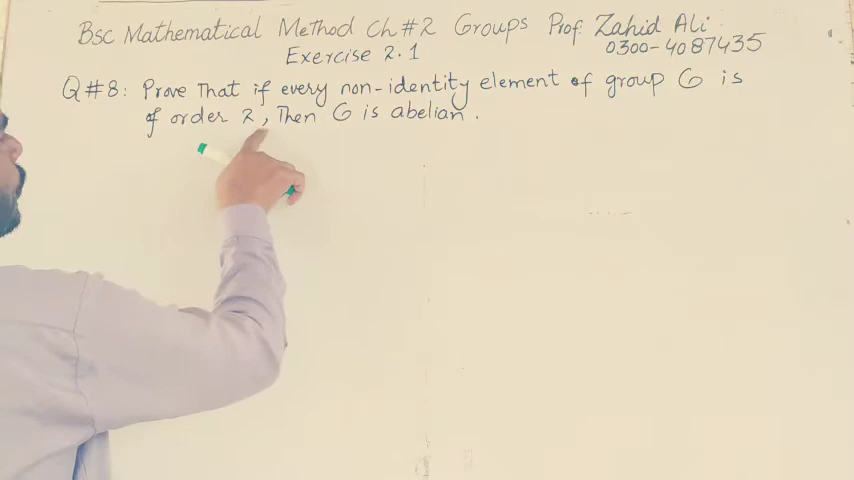 Bsc Mathematical Method Ch#2 Groups Prof: Zahid Ali
Exercise 2.1 0300-4087435
Q#8: Prove That if every non-identity element of group G is
of order 2, Then G is abelian.